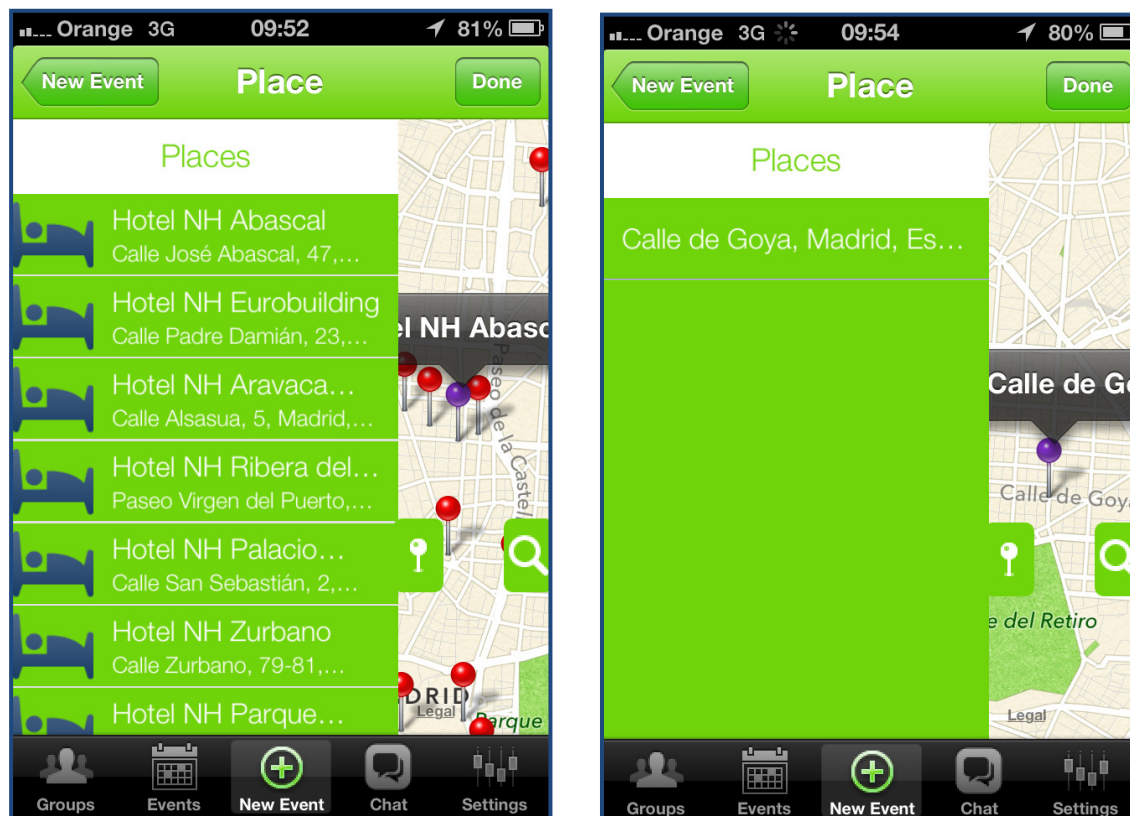 Orange 3G 09:52 81%
New Event Place Done
Places
Hotel NH Abascal
Calle José Abascal, 47,...
Hotel NH Eurobuilding
Calle Padre Damián, 23,...
Hotel NH Aravaca...
Calle Alsasua, 5, Madrid,...
Hotel NH Ribera del...
Paseo Virgen del Puerto,...
Hotel NH Palacio...
Calle San Sebastián, 2,...
Hotel NH Zurbano
Calle Zurbano, 79-81,...
Hotel NH Parque...
el NH Abasc
Paseo de la Castel
DRID
Legal
Parque
Groups Events New Event Chat Settings
Orange 3G 09:54 80%
New Event Place Done
Places
Calle de Goya, Madrid, Es...
Calle de G
Calle de Goy
e del Retiro
Legal
Groups Events New Event Chat Settings